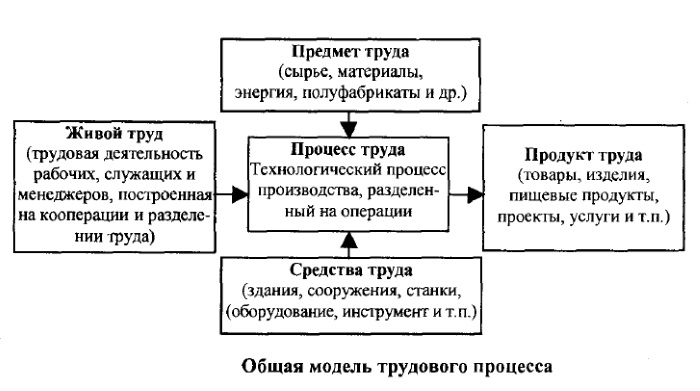 Предмет труда
(сырье, материалы,
энергия, полуфабрикаты и др.)
Живой труд
(трудовая деятельность
рабочих, служащих и
менеджеров, построенная
на кооперации и разделе-
нии труда)
Процесс труда
Технологический процесс
производства, разделен-
ный на операции
Продукт труда
(товары, изделия,
пищевые продукты,
проекты, услуги и т.п.)
Средства труда
(здания, сооружения, станки,
(оборудование, инструмент и т.п.)
Общая модель трудового процесса